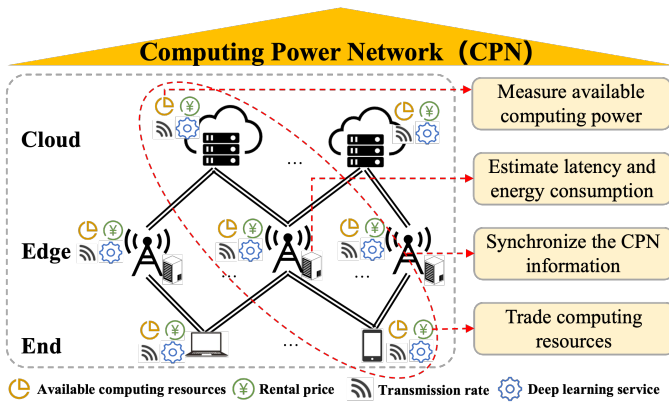 Computing Power Network（CPN）
Cloud
Measure available
computing power
Estimate latency and
energy consumption
Edge
Synchronize the CPN
information
Trade computing
resources
End
Available computing resources
Rental price
Transmission rate
Deep learning service